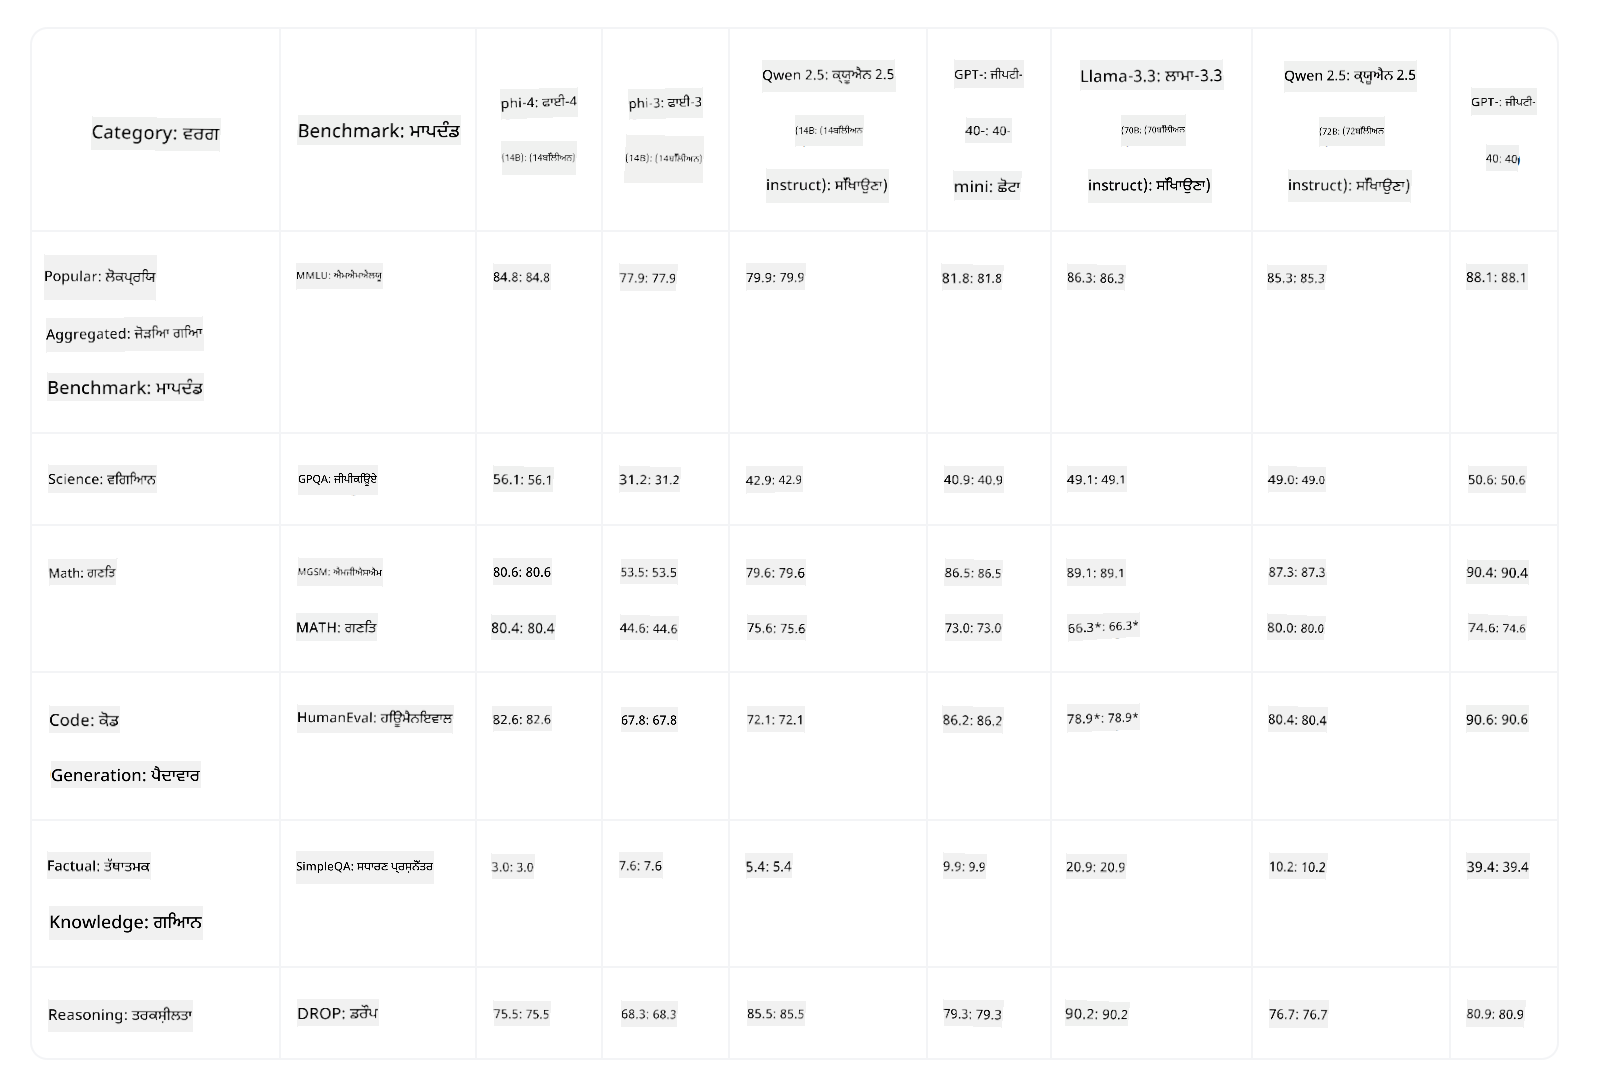 Category: ਵਰਗ
Benchmark: ਮਾਪਦੰਡ
phi-4: ਫਾਈ-4
(14B): (14ਬਿੱਲੀਅਨ)
phi-3: ਫਾਈ-3
(14B): (14ਬਿੱਲੀਅਨ)
Qwen 2.5: ਕ੍ਯੂਐਨ 2.5
(14B: (14ਬਿੱਲੀਅਨ
instruct): ਸਿੱਖਾਉਣਾ)
GPT-: ਜੀਪਟੀ-
40-: 40-
mini: ਛੋਟਾ
Llama-3.3: ਲਾਮਾ-3.3
(70B: (70ਬਿੱਲੀਅਨ
instruct): ਸਿੱਖਾਉਣਾ)
Qwen 2.5: ਕ੍ਯੂਐਨ 2.5
(72B: (72ਬਿੱਲੀਅਨ
instruct): ਸਿੱਖਾਉਣਾ)
GPT-: ਜੀਪਟੀ-
40: 40
Popular: ਲੋਕਪ੍ਰਿਯ
Aggregated: ਜੋੜਿਆ ਗਿਆ
Benchmark: ਮਾਪਦੰਡ
MMLU: ਐਮਐਮਐਲਯੂ
84.8: 84.8
77.9: 77.9
79.9: 79.9
81.8: 81.8
86.3: 86.3
85.3: 85.3
88.1: 88.1
Science: ਵਿਗਿਆਨ
GPQA: ਜੀਪੀਕਊਿਏ
56.1: 56.1
31.2: 31.2
42.9: 42.9
40.9: 40.9
49.1: 49.1
49.0: 49.0
50.6: 50.6
Math: ਗਣਿਤ
MGSM: ਐਮਜੀਐਸਐਮ
80.6: 80.6
53.5: 53.5
79.6: 79.6
86.5: 86.5
89.1: 89.1
87.3: 87.3
90.4: 90.4
MATH: ਗਣਿਤ
80.4: 80.4
44.6: 44.6
75.6: 75.6
73.0: 73.0
66.3*: 66.3*
80.0: 80.0
74.6: 74.6
Code: ਕੋਡ
Generation: ਪੈਦਾਵਾਰ
HumanEval: ਹਿਊਮੈਨਇਵਾਲ
82.6: 82.6
67.8: 67.8
72.1: 72.1
86.2: 86.2
78.9*: 78.9*
80.4: 80.4
90.6: 90.6
Factual: ਤੱਥਾਤਮਕ
Knowledge: ਗਿਆਨ
SimpleQA: ਸਧਾਰਣ ਪ੍ਰਸ਼ਨੋੱਤਰ
3.0: 3.0
7.6: 7.6
5.4: 5.4
9.9: 9.9
20.9: 20.9
10.2: 10.2
39.4: 39.4
Reasoning: ਤਰਕਸ਼ੀਲਤਾ
DROP: ਡਰੌਪ
75.5: 75.5
68.3: 68.3
85.5: 85.5
79.3: 79.3
90.2: 90.2
76.7: 76.7
80.9: 80.9